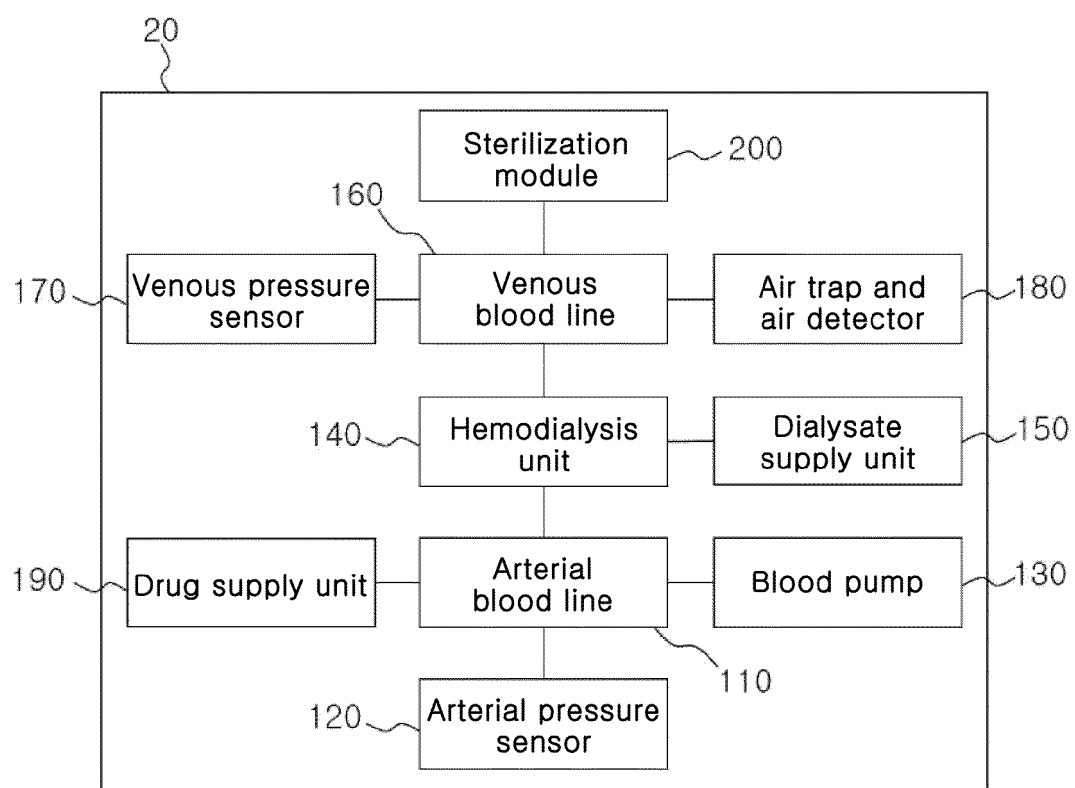 20
Sterilization
module
200
160
170
Venous pressure
sensor
Venous
blood line
Air trap and
air detector
180
140
Hemodialysis
unit
Dialysate
supply unit
150
190
Drug supply unit
Arterial
blood line
Blood pump
130
110
120
Arterial pressure
sensor